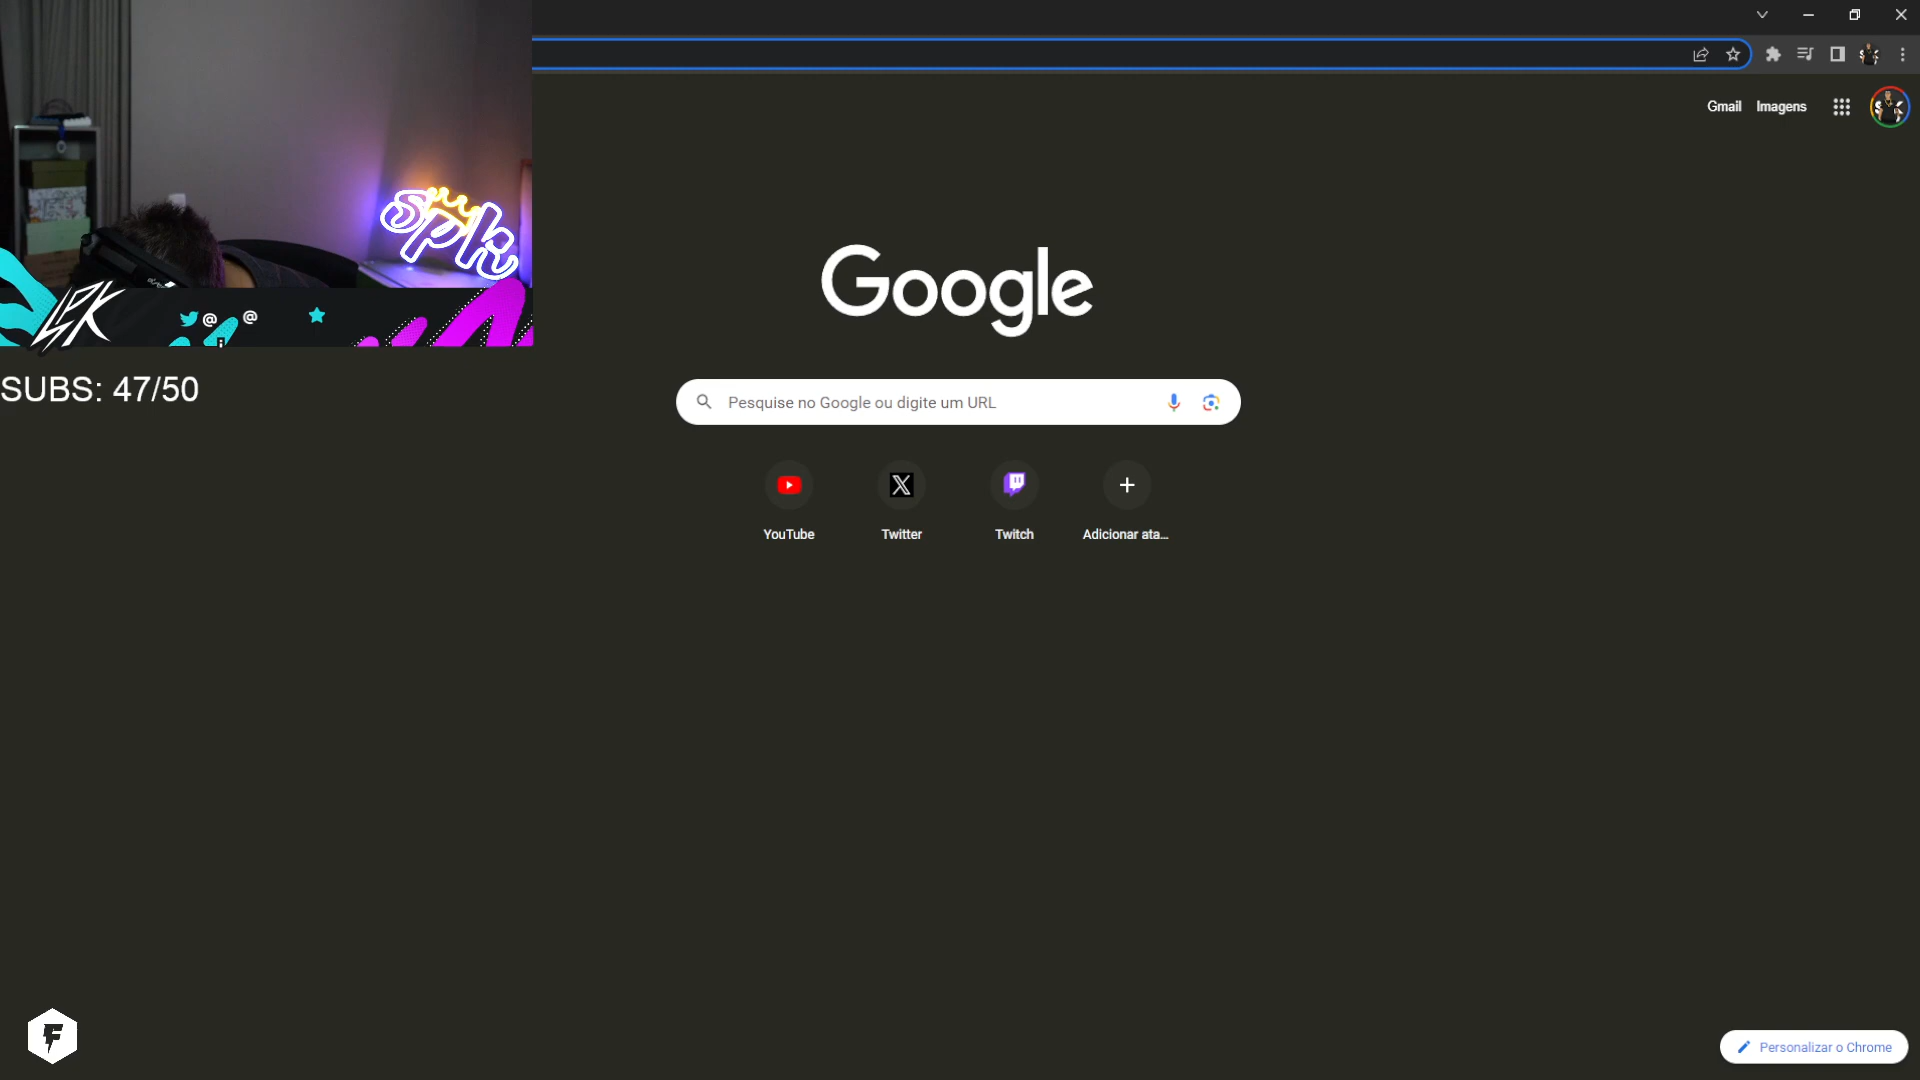 Gmail Imagens
spk
Google
@ @
SUBS: 47/50
Pesquise no Google ou digite um URL
YouTube Twitter Twitch Adicionar ata...
F
Personalizar o Chrome